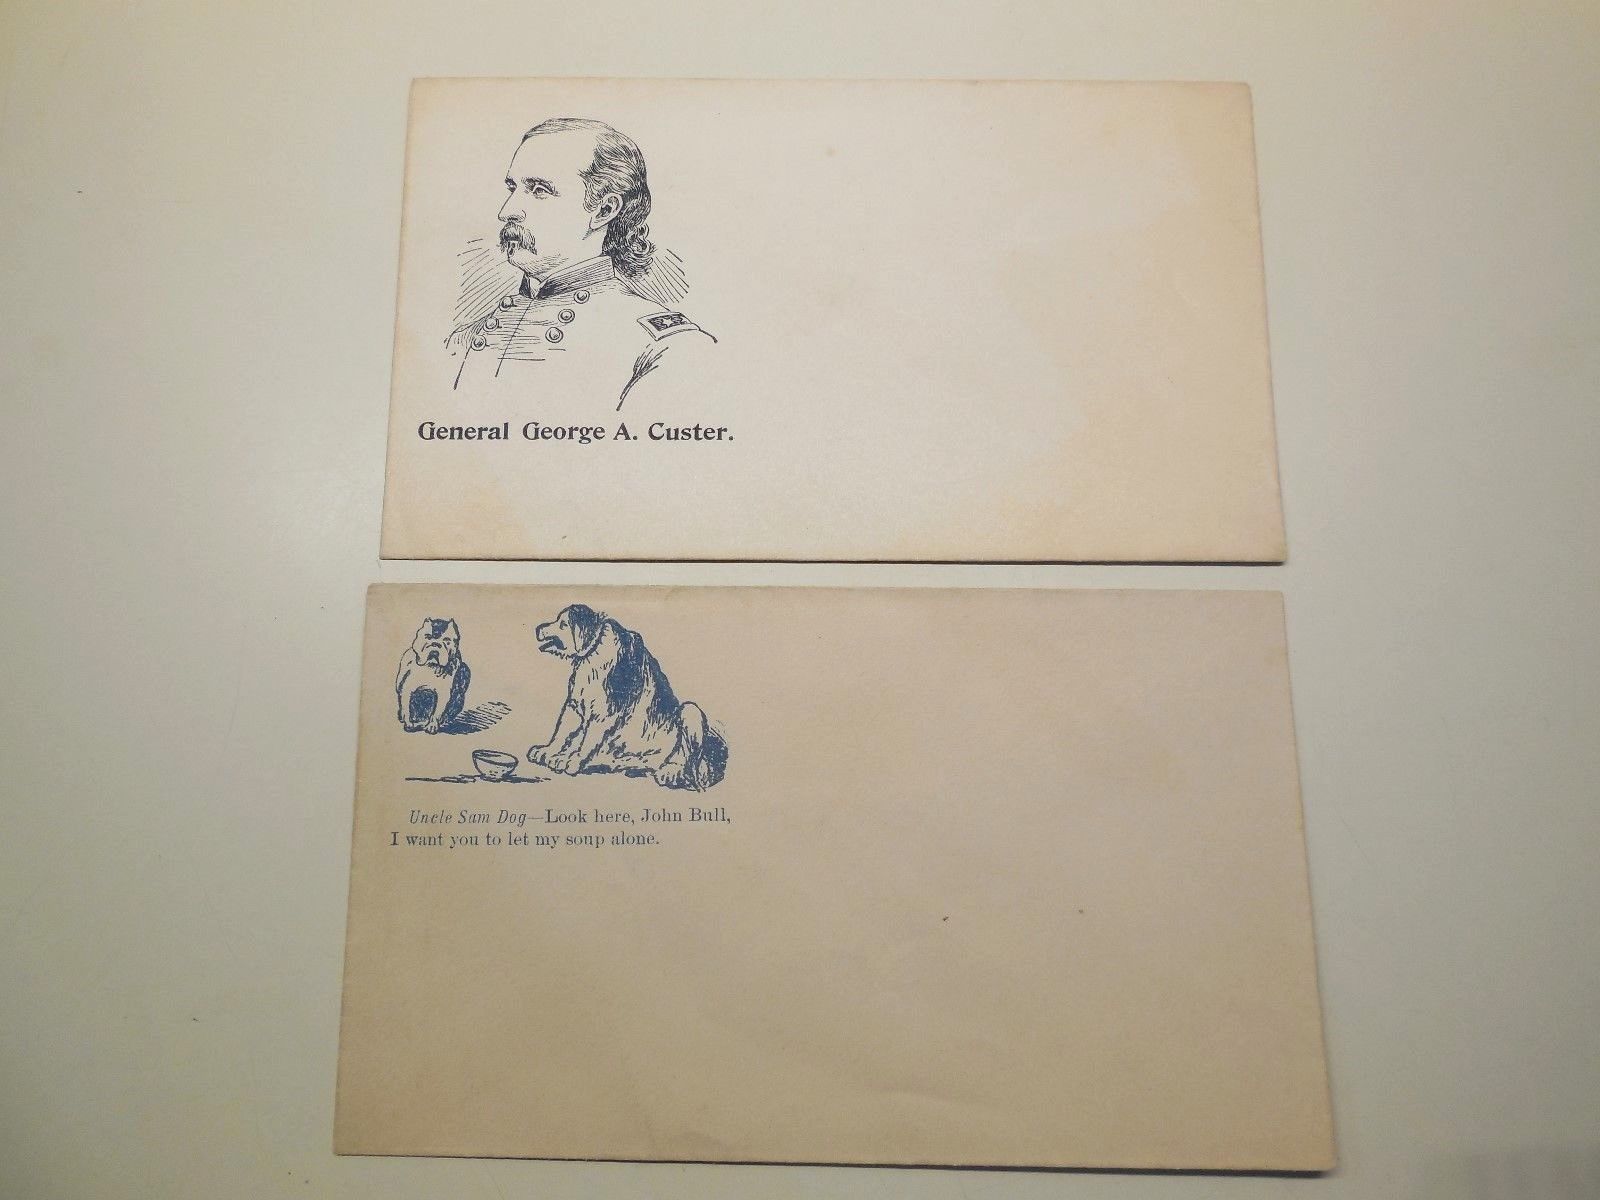 General George A. Custer.
Uncle Sam Dog—Look here, John Bull,
I want you to let my soup alone.